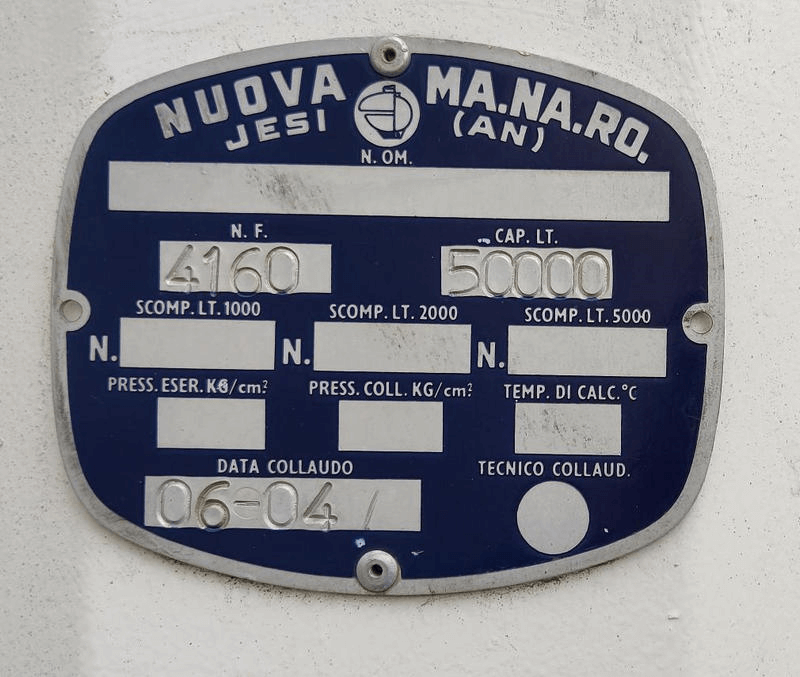 NUOVA MA.NA.RO.
JESI (AN)
N. OM.
N. F. CAP. LT.
4160 50000
SCOMP. LT. 1000 SCOMP. LT. 2000 SCOMP. LT. 5000
N. N. N.
PRESS. ESER. KG/cm² PRESS. COLL. KG/cm² TEMP. DI CALC. °C
DATA COLLAUDO TECNICO COLLAUD.
06-04/